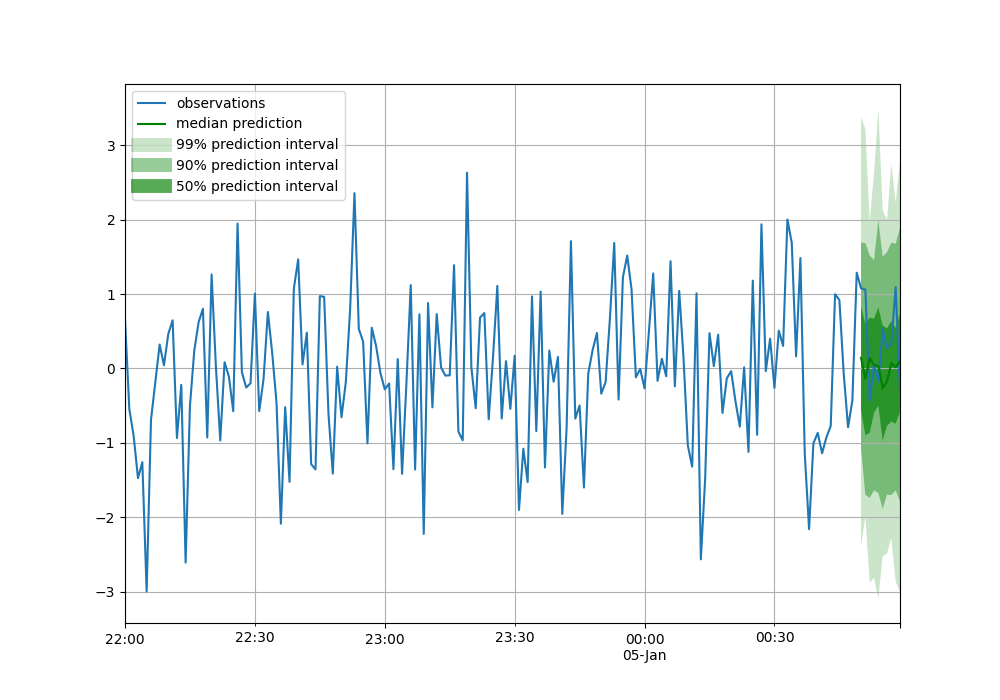 observations
median prediction
99% prediction interval
90% prediction interval
50% prediction interval
3
2
1
0
−1
−2
−3
22:00
22:30
23:00
23:30
00:00
00:30
05-Jan